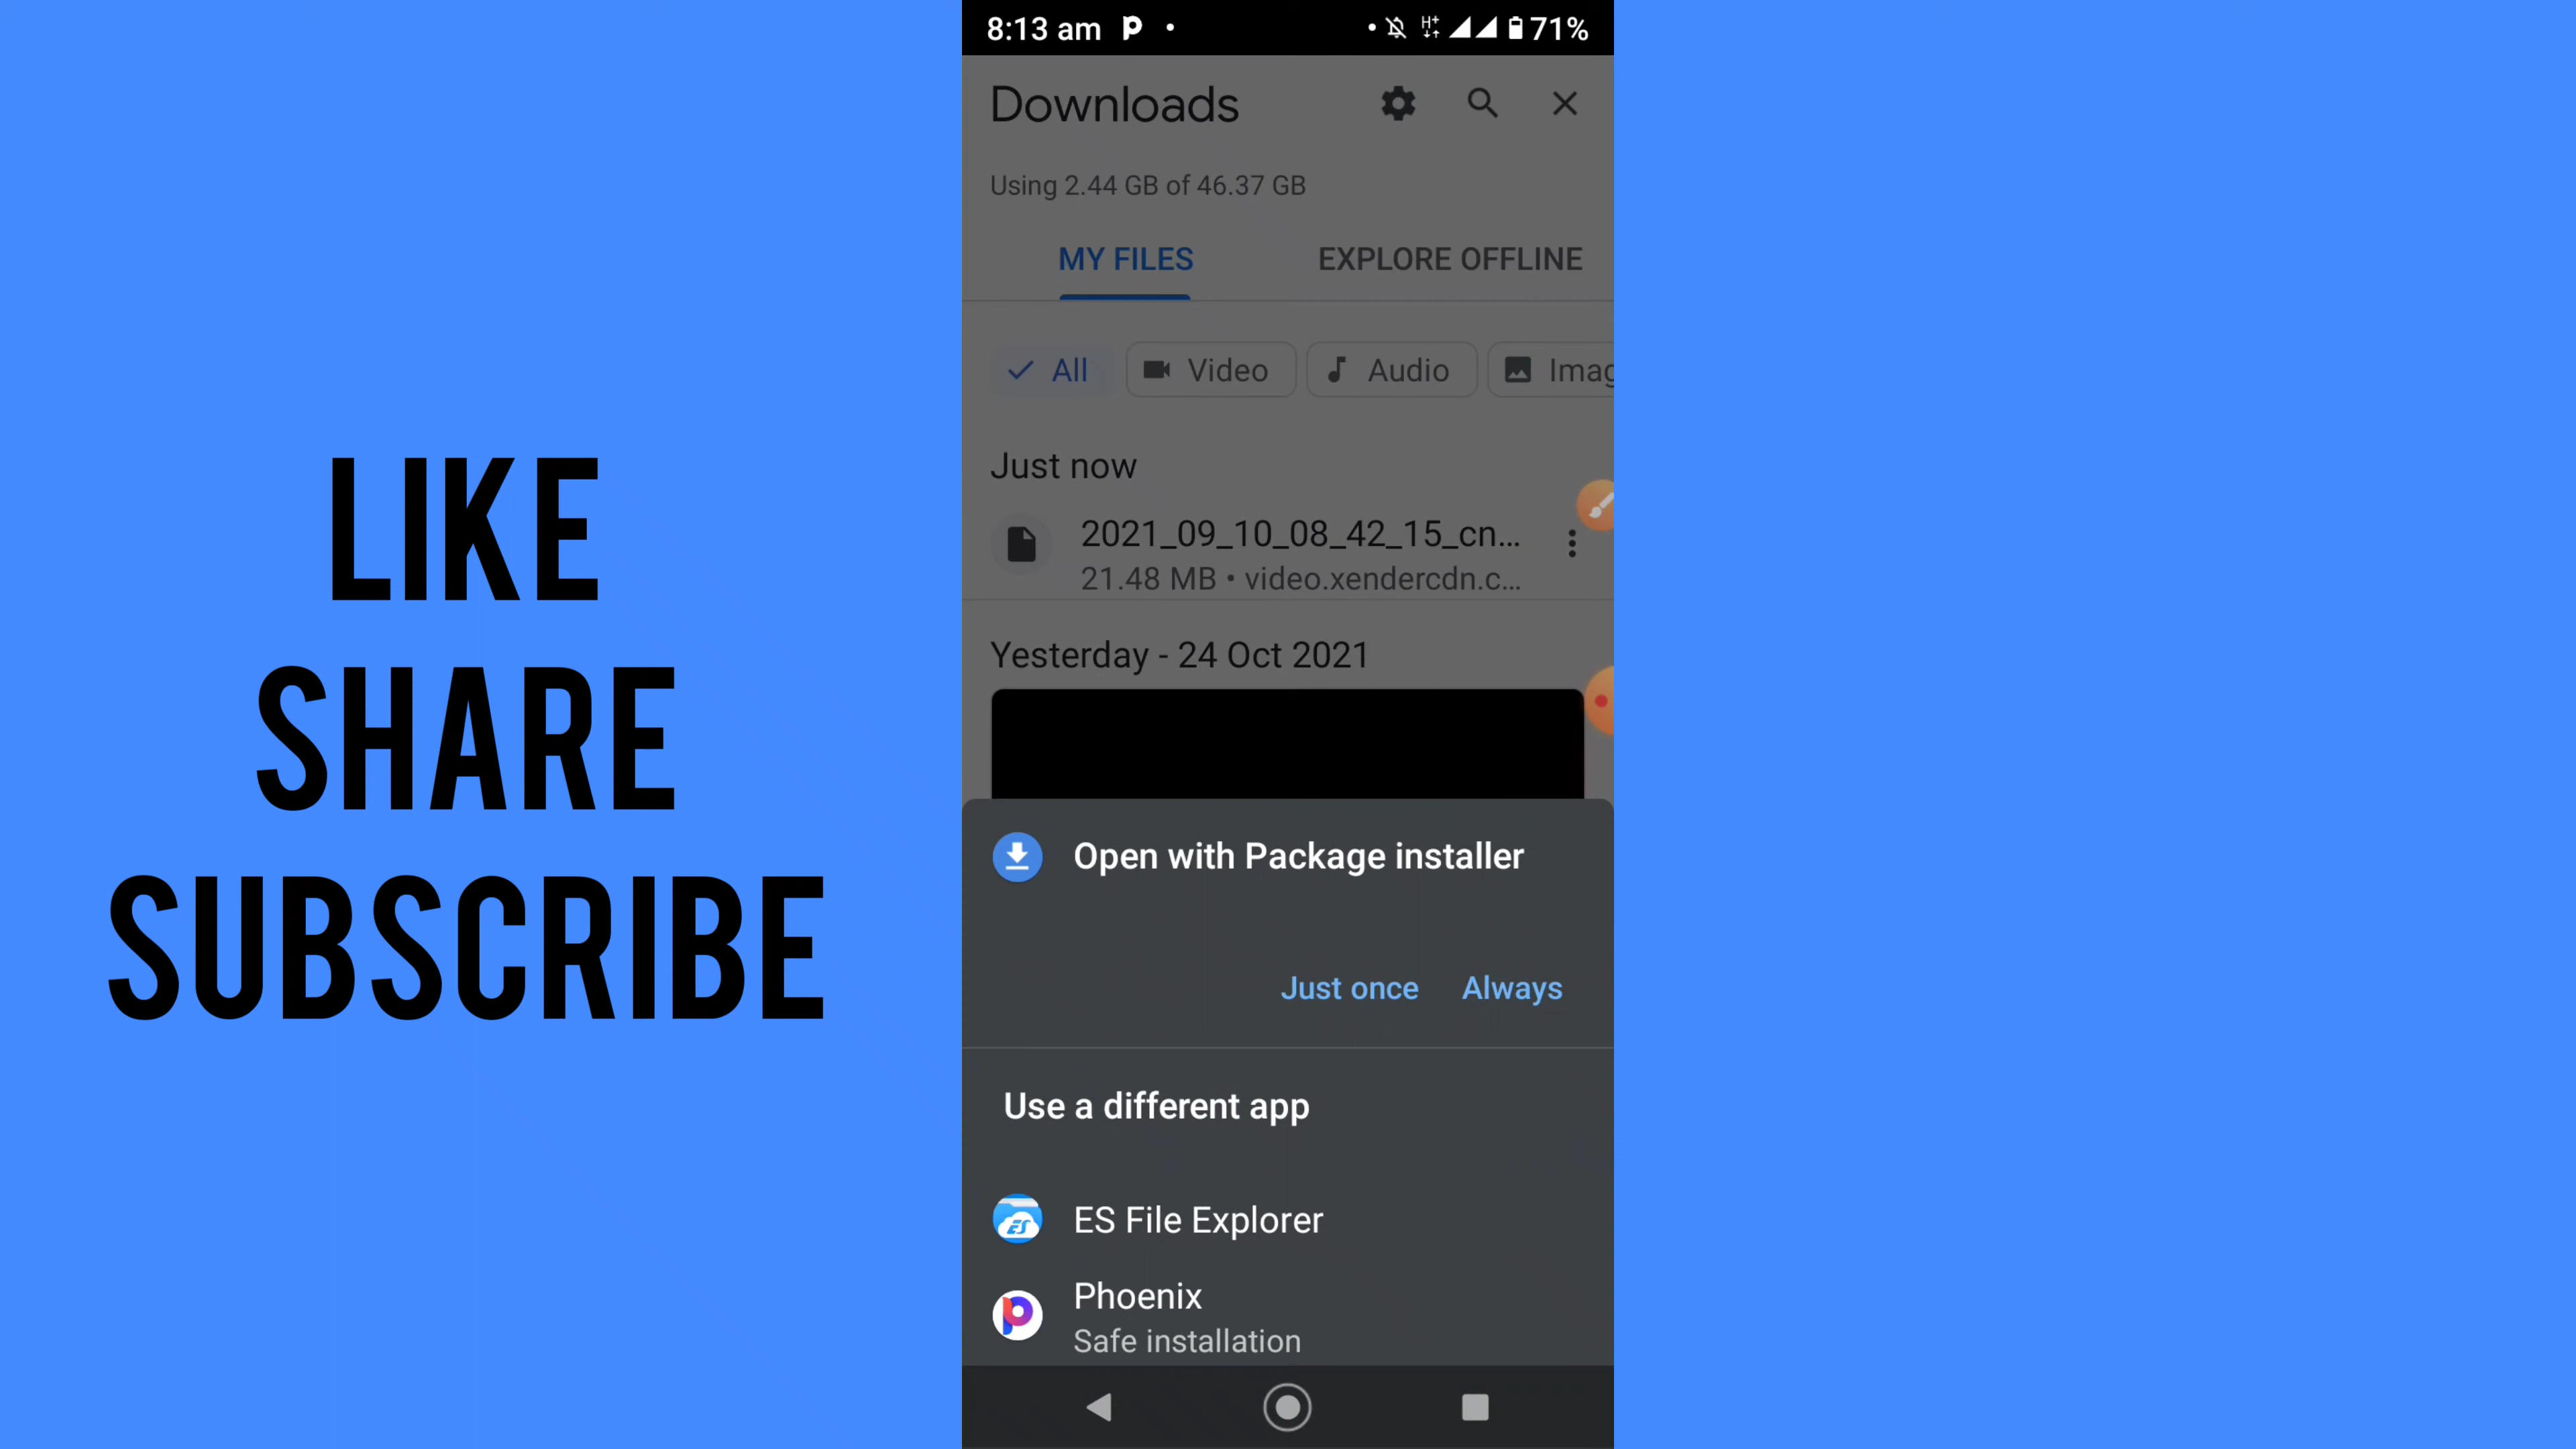 LIKE
SHARE
SUBSCRIBE
8:13 am
H+
71%
Downloads
Using 2.44 GB of 46.37 GB
MY FILES
EXPLORE OFFLINE
All
Video
Audio
Imag
Just now
2021_09_10_08_42_15_cn...
21.48 MB • video.xendercdn.c...
Yesterday - 24 Oct 2021
Open with Package installer
Just once
Always
Use a different app
ES
ES File Explorer
Phoenix
Safe installation